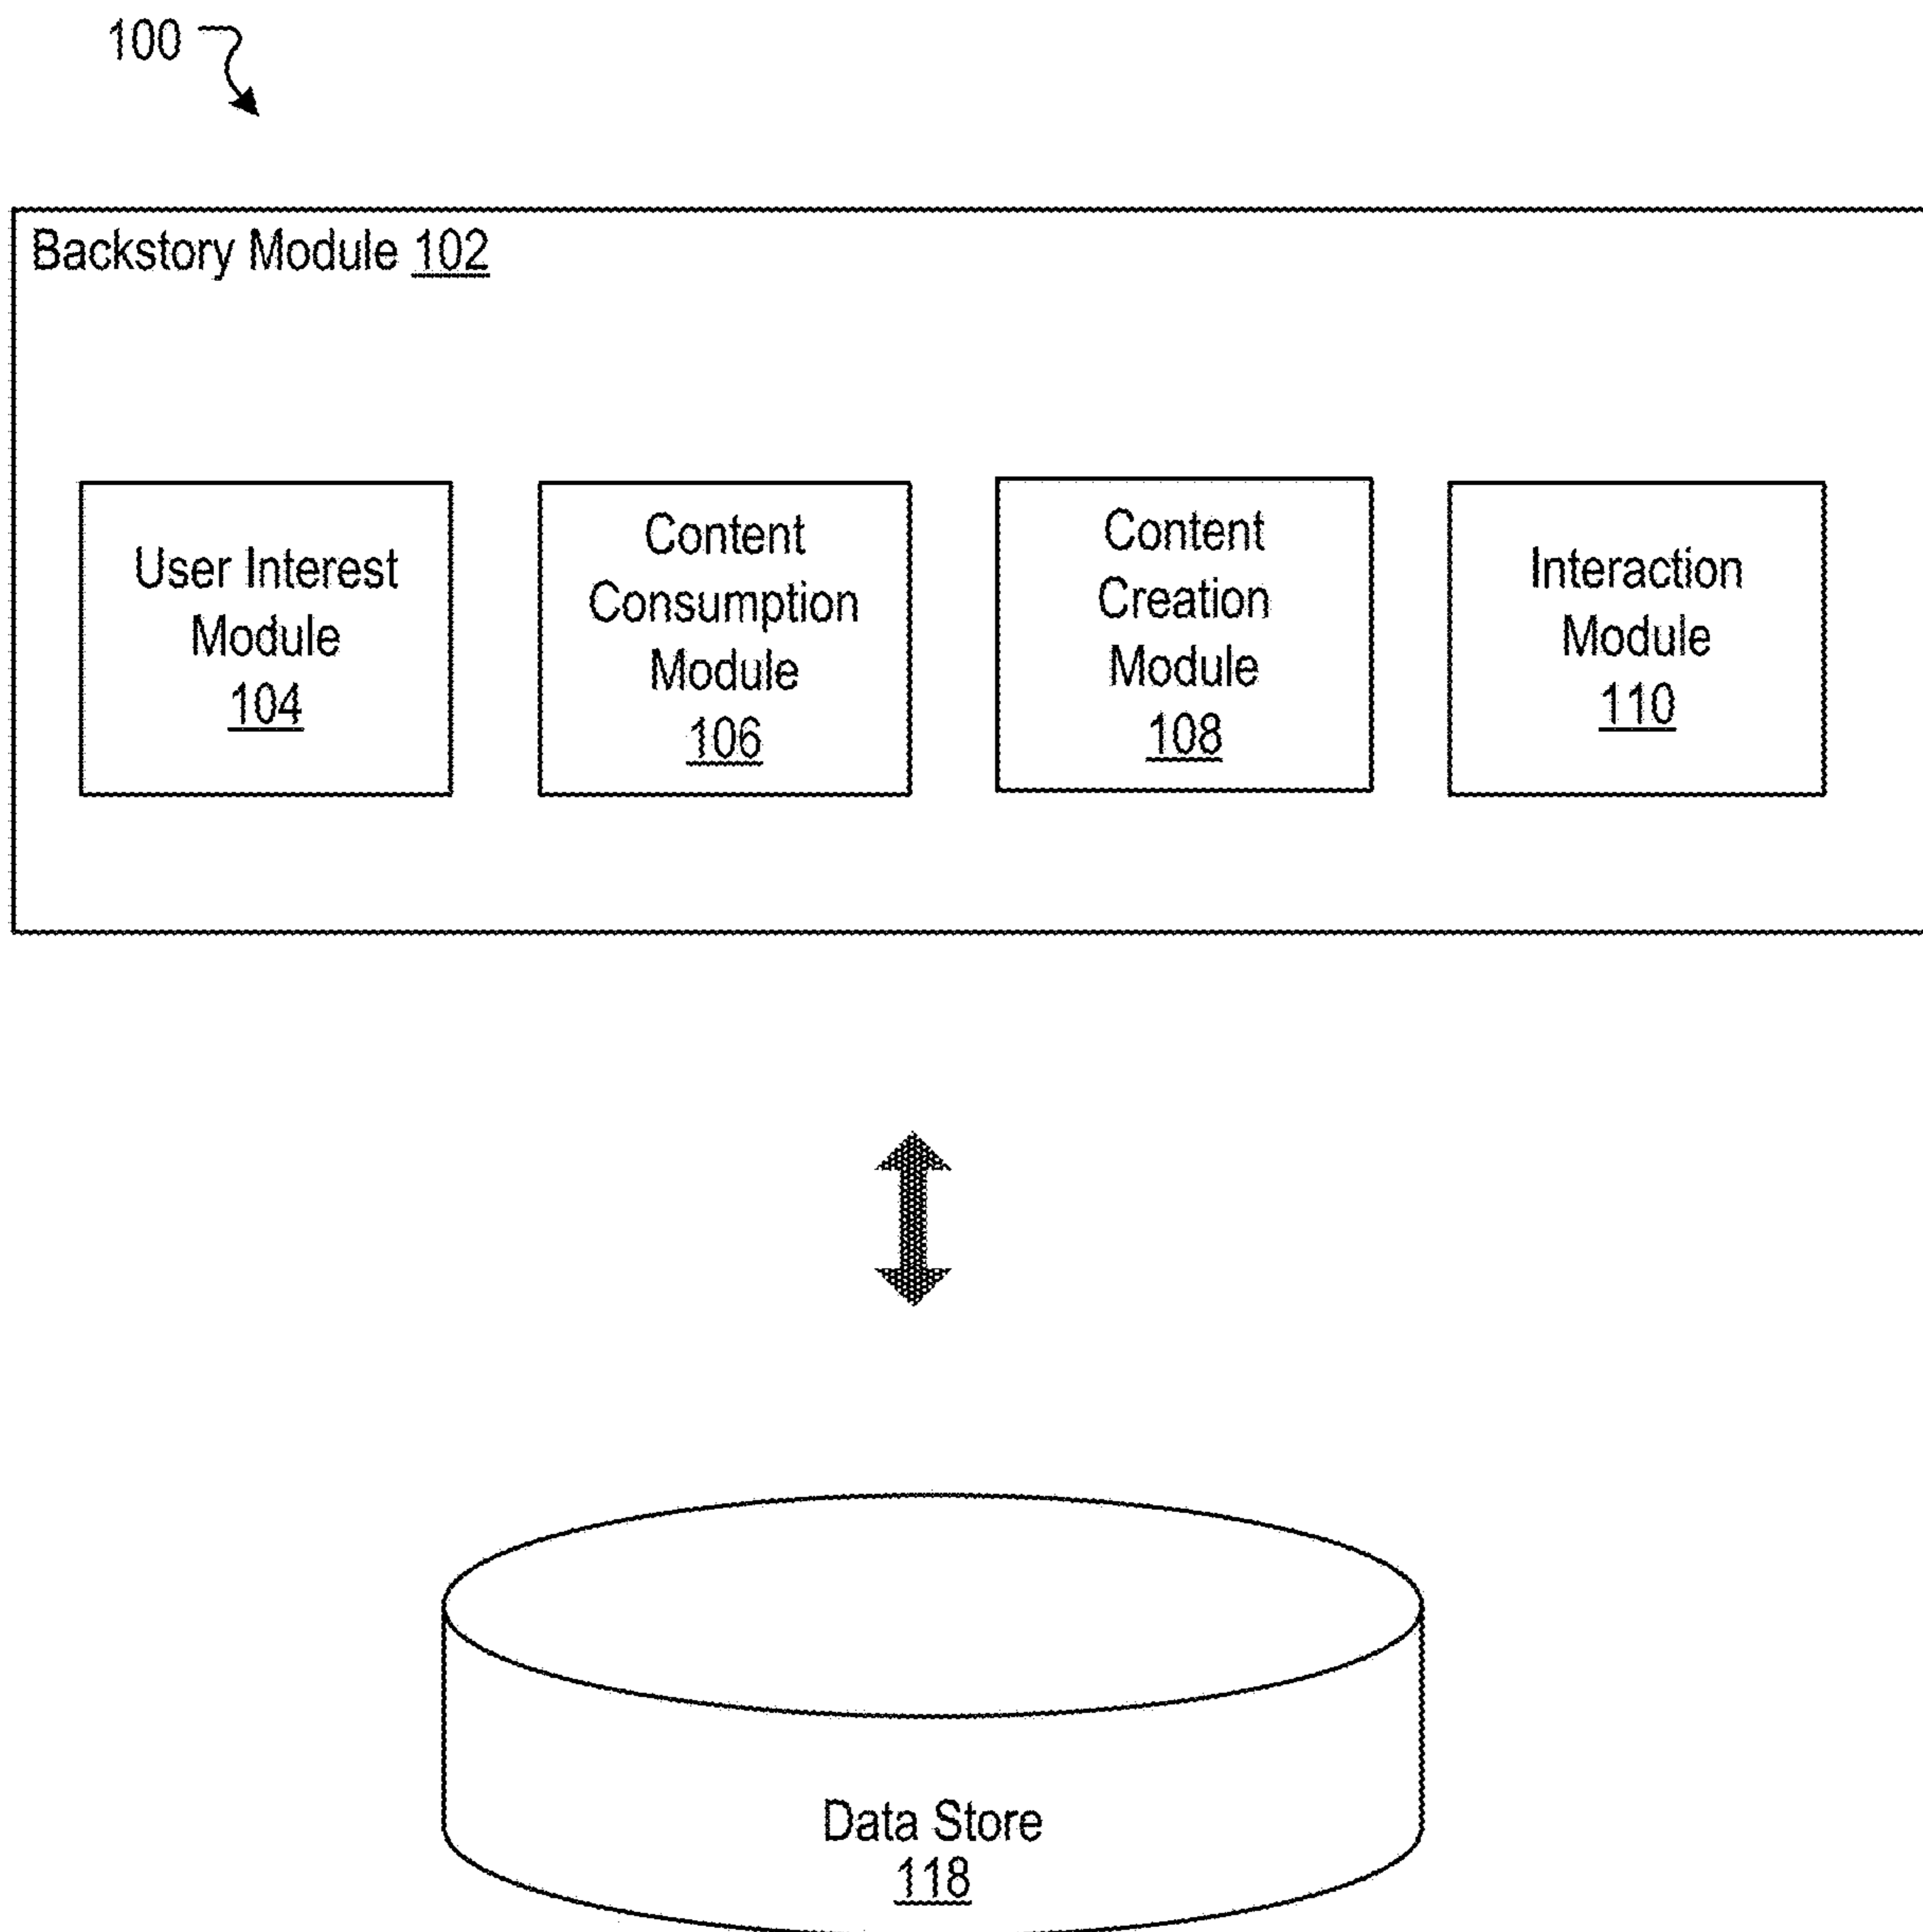 100
Backstory Module 102
User Interest
Module
104
Content
Consumption
Module
106
Content
Creation
Module
108
Interaction
Module
110
Data Store
118